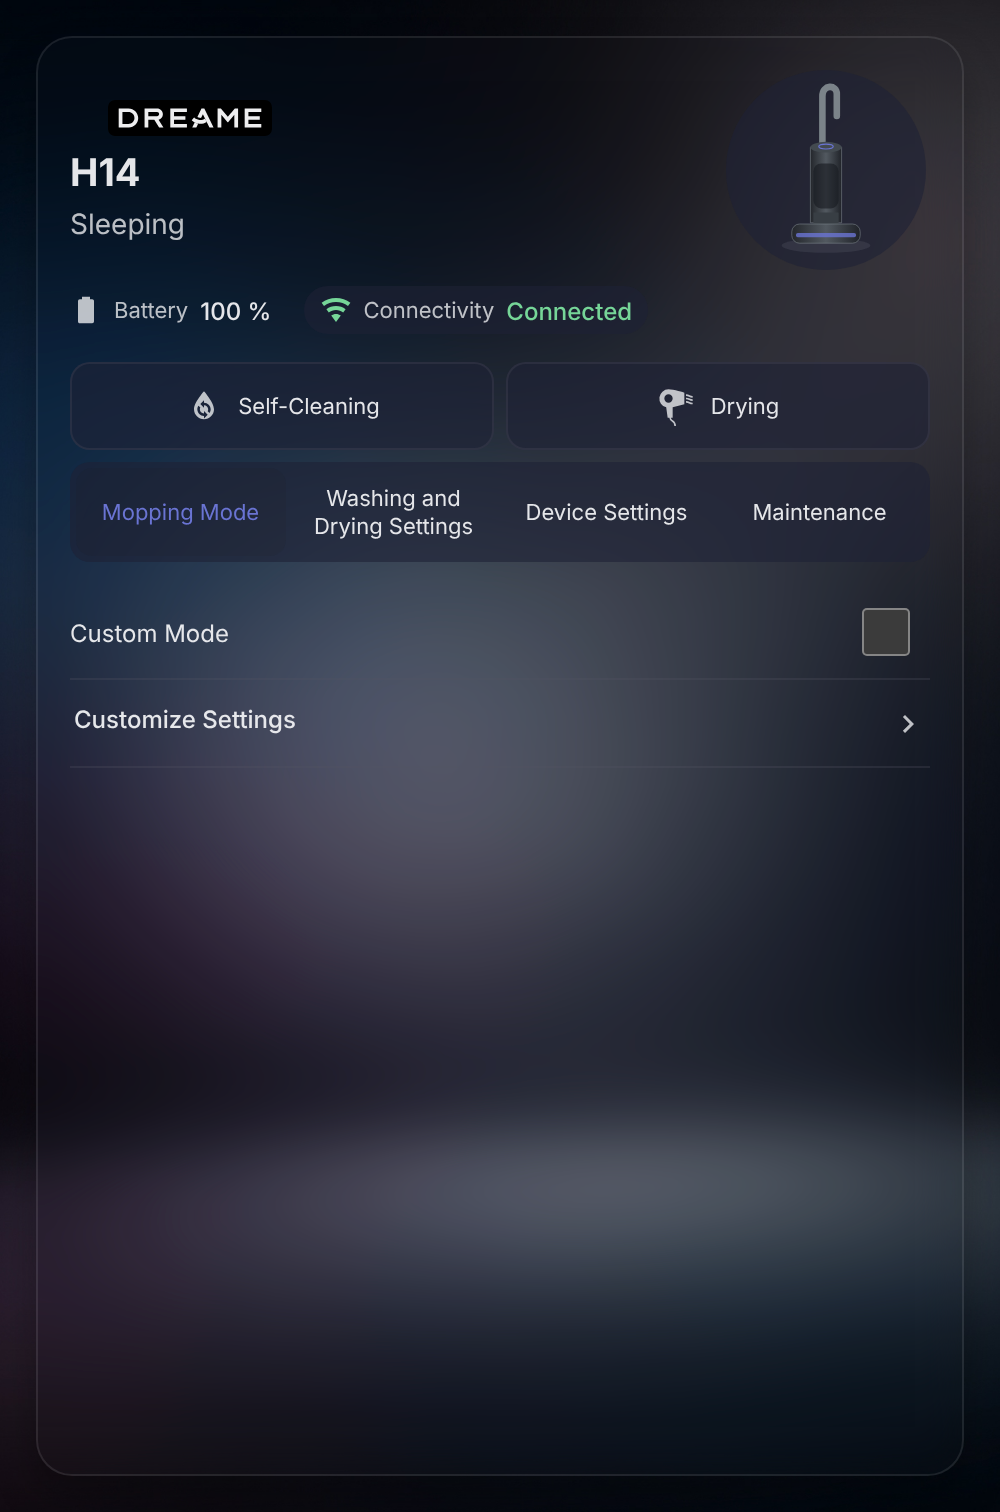 DREAME
H14
Sleeping
Battery 100 % Connectivity Connected
Self-Cleaning Drying
Mopping Mode
Washing and
Drying Settings
Device Settings
Maintenance
Custom Mode
Customize Settings